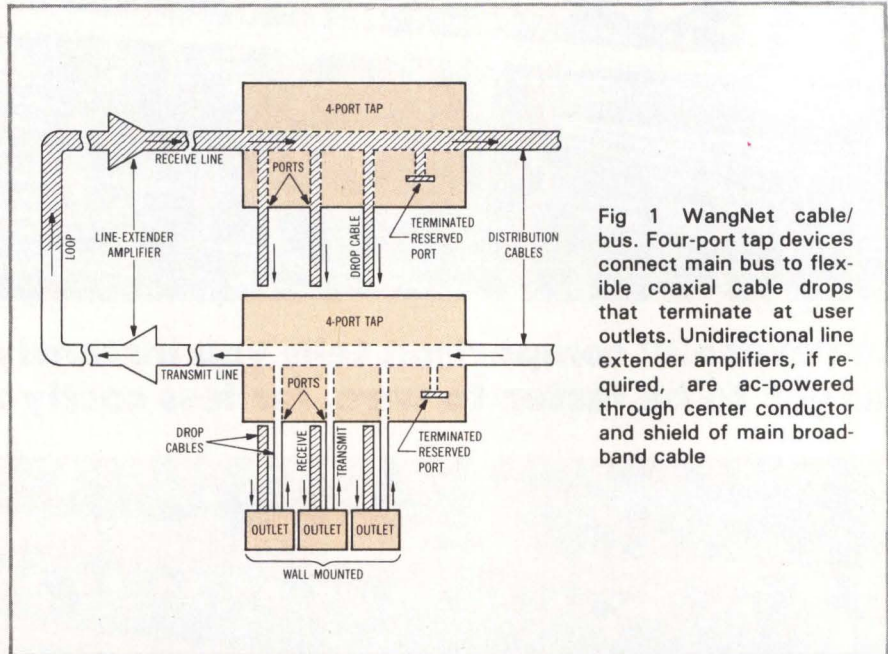 4-PORT TAP
RECEIVE LINE
PORTS
DROP CABLE
TERMINATED
RESERVED
PORT
LOOP
LINE-EXTENDER
AMPLIFIER
DISTRIBUTION
CABLES
4-PORT TAP
TRANSMIT LINE
PORTS
DROP
CABLES
RECEIVE
TRANSMIT
TERMINATED
RESERVED
PORT
OUTLET
OUTLET
OUTLET
WALL MOUNTED
Fig 1 WangNet cable/
bus. Four-port tap devices
connect main bus to flex-
ible coaxial cable drops
that terminate at user
outlets. Unidirectional line
extender amplifiers, if re-
quired, are ac-powered
through center conductor
and shield of main broad-
band cable